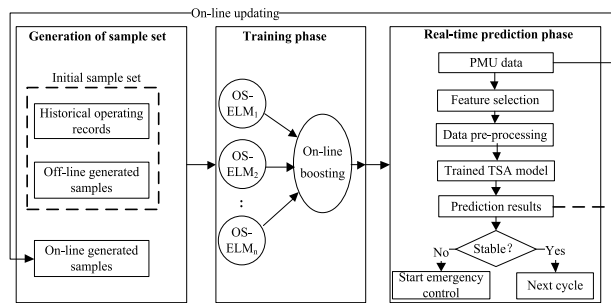 On-line updating
Generation of sample set
Initial sample set
Historical operating
records
Off-line generated
samples
On-line generated
samples
Training phase
OS-
ELM1
OS-
ELM2
:
OS-
ELMn
On-line
boosting
Real-time prediction phase
PMU data
Feature selection
Data pre-processing
Trained TSA model
Prediction results
Stable?
No
Yes
Start emergency
control
Next cycle